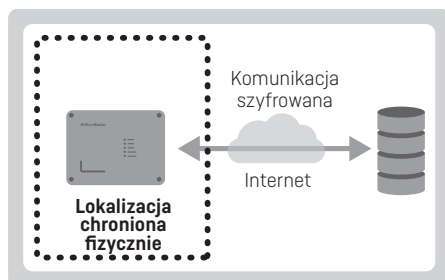 Komunikacja
szyfrowana
Internet
Lokalizacja
chroniona
fizycznie